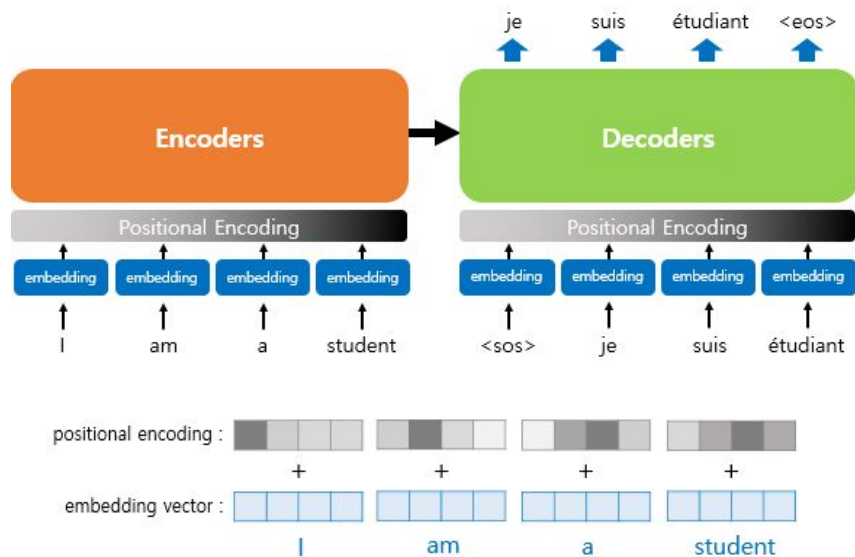 je suis étudiant <eos>
Encoders Decoders
Positional Encoding Positional Encoding
embedding embedding embedding embedding embedding embedding embedding embedding
I am a student <sos> je suis étudiant
positional encoding :
+ + + +
embedding vector :
I am a student